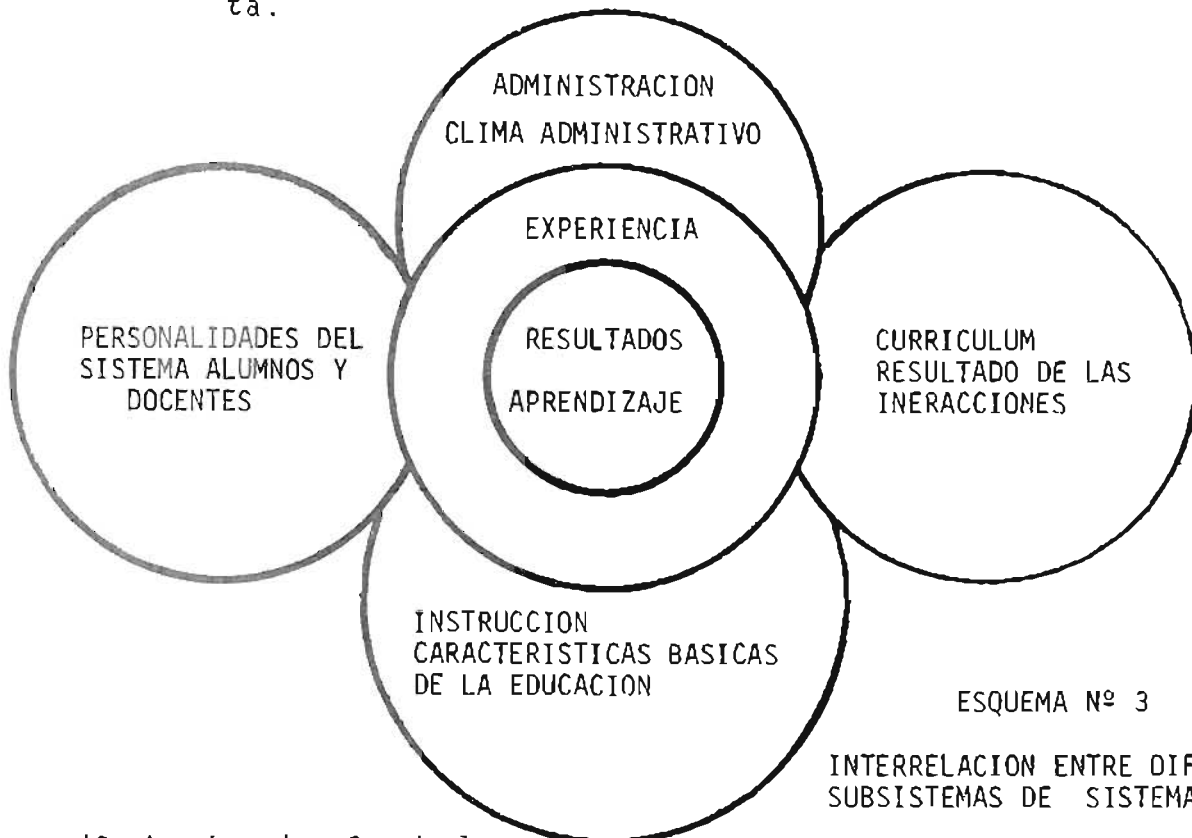 ta.
ADMINISTRACION
CLIMA ADMINISTRATIVO
EXPERIENCIA
RESULTADOS
APRENDIZAJE
PERSONALIDADES DEL
SISTEMA ALUMNOS Y
DOCENTES
CURRICULUM
RESULTADO DE LAS
INERACCIONES
INSTRUCCION
CARACTERISTICAS BASICAS
DE LA EDUCACION
ESQUEMA Nº 3
INTERRELACION ENTRE DIF
SUBSISTEMAS DE SISTEMA